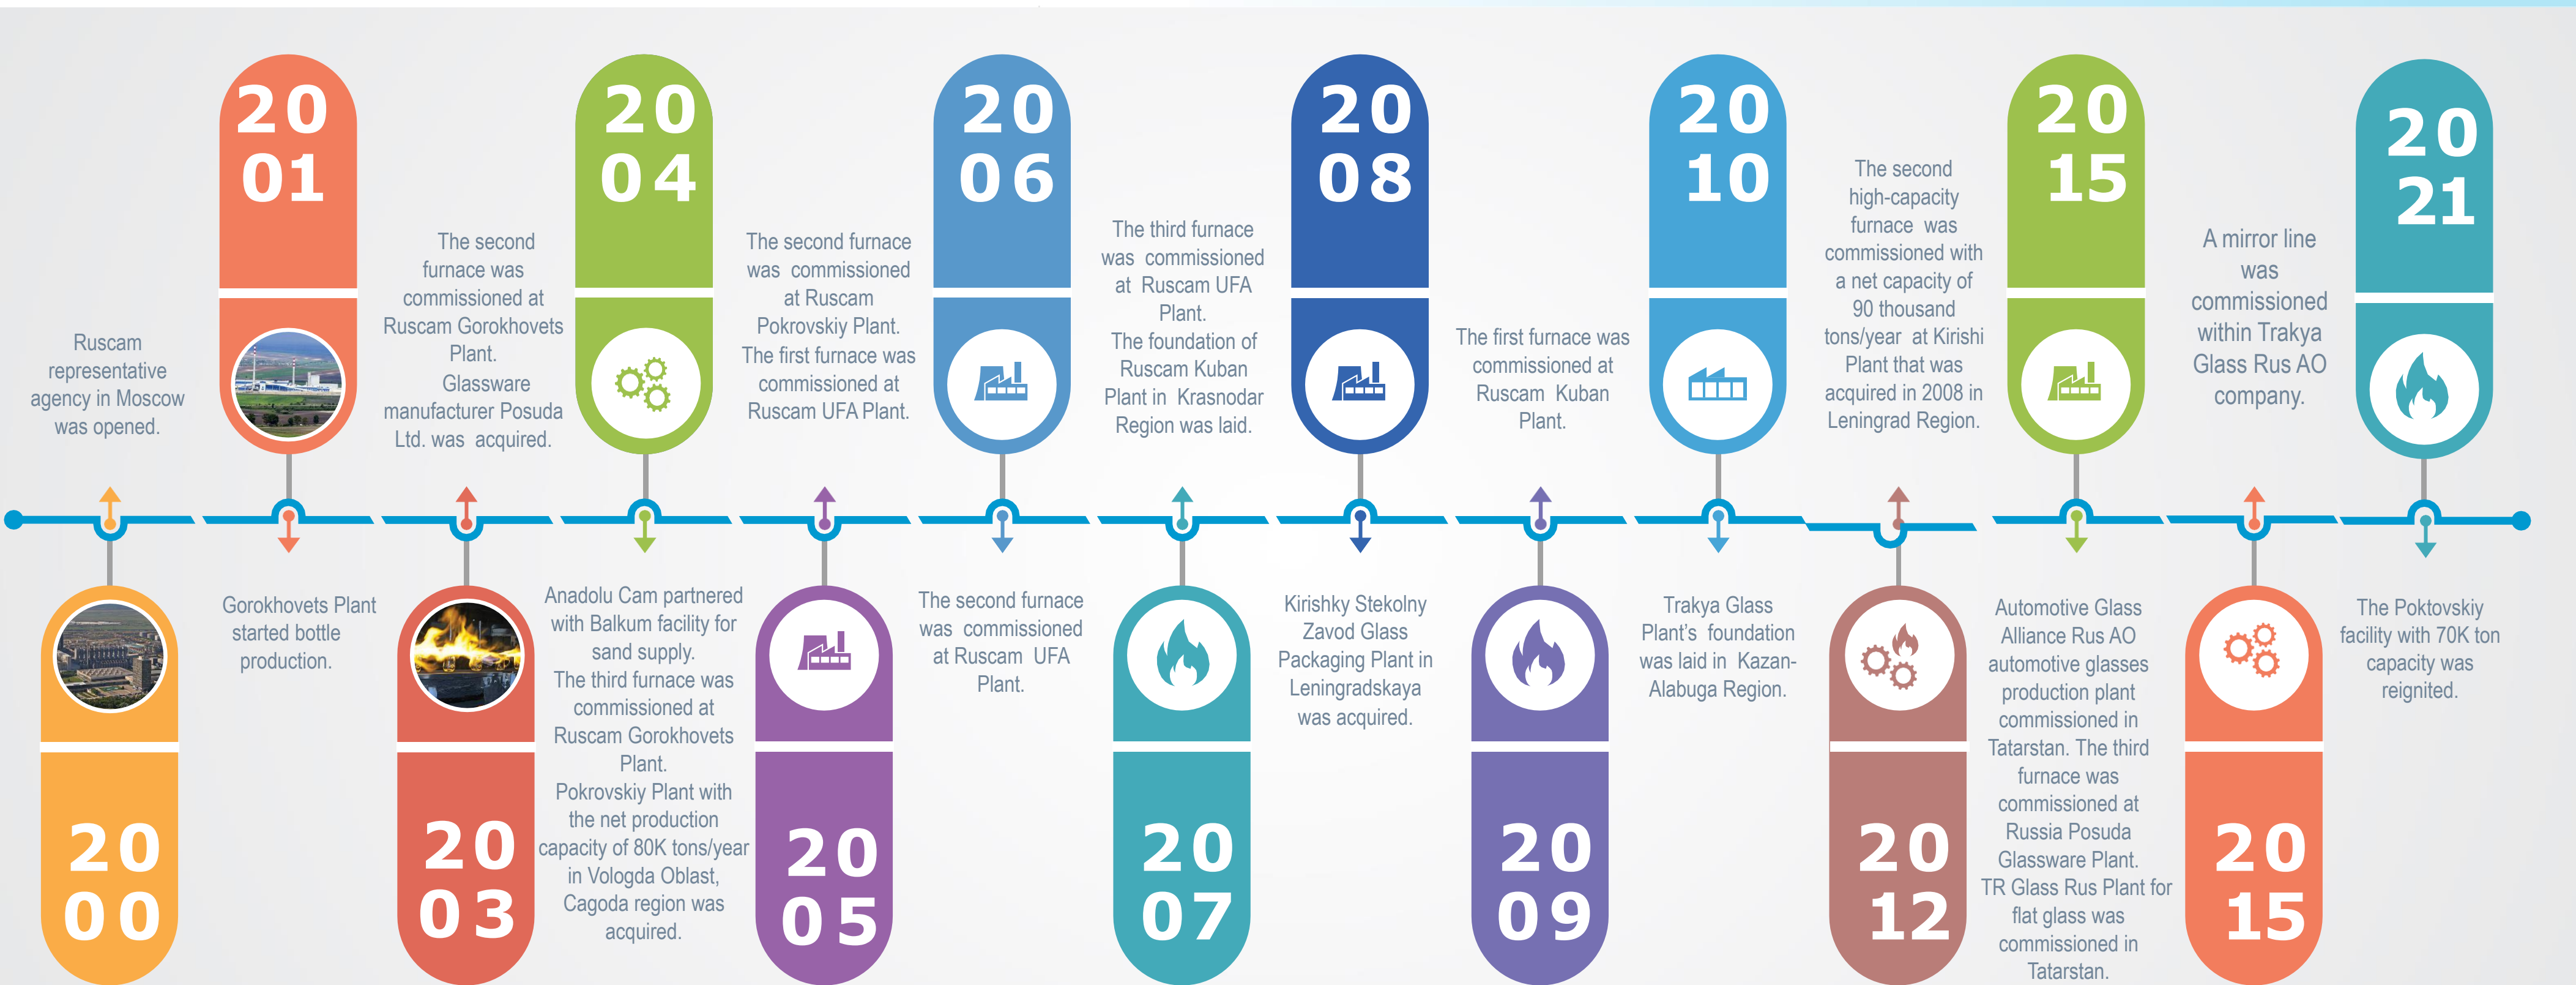 20
00
Ruscam
representative
agency in Moscow
was opened.
20
01
Gorokhovets Plant
started bottle
production.
20
03
The second
furnace was
commissioned at
Ruscam Gorokhovets
Plant.
Glassware
manufacturer Posuda
Ltd. was acquired.
20
04
Anadolu Cam partnered
with Balkum facility for
sand supply.
The third furnace was
commissioned at
Ruscam Gorokhovets
Plant.
Pokrovskiy Plant with
the net production
capacity of 80K tons/year
in Vologda Oblast,
Cagoda region was
acquired.
20
05
The second furnace
was commissioned
at Ruscam
Pokrovskiy Plant.
The first furnace was
commissioned at
Ruscam UFA Plant.
20
06
The second furnace
was commissioned
at Ruscam UFA
Plant.
20
07
The third furnace
was commissioned
at Ruscam UFA
Plant.
The foundation of
Ruscam Kuban
Plant in Krasnodar
Region was laid.
20
08
Kirishky Stekolny
Zavod Glass
Packaging Plant in
Leningradskaya
was acquired.
20
09
The first furnace was
commissioned at
Ruscam Kuban
Plant.
20
10
Trakya Glass
Plant's foundation
was laid in Kazan-
Alabuga Region.
20
12
The second
high-capacity
furnace was
commissioned with
a net capacity of
90 thousand
tons/year at Kirishi
Plant that was
acquired in 2008 in
Leningrad Region.
20
15
Automotive Glass
Alliance Rus AO
automotive glasses
production plant
commissioned in
Tatarstan. The third
furnace was
commissioned at
Russia Posuda
Glassware Plant.
TR Glass Rus Plant for
flat glass was
commissioned in
Tatarstan.
20
15
A mirror line
was
commissioned
within Trakya
Glass Rus AO
company.
20
21
The Poktovskiy
facility with 70K ton
capacity was
reignited.